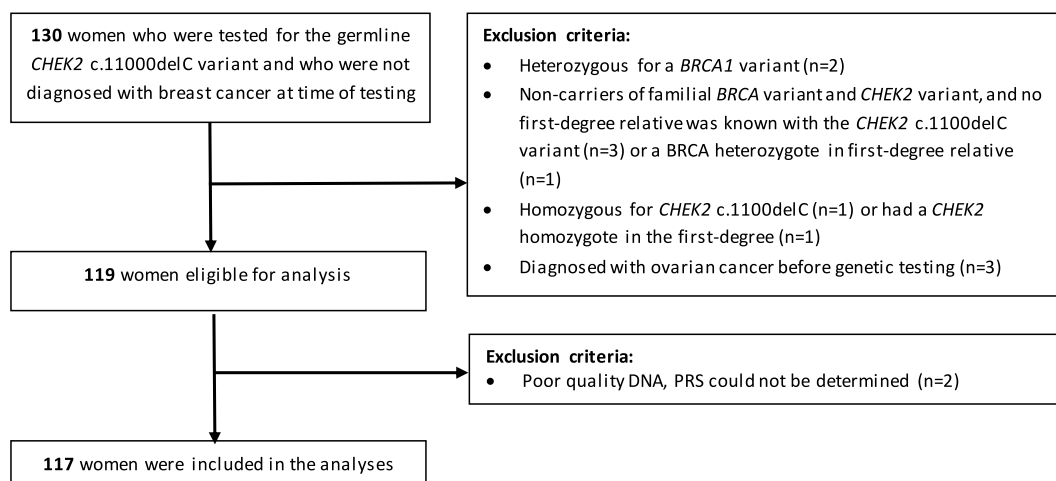 130 women who were tested for the germline
CHEK2 c.11000delC variant and who were not
diagnosed with breast cancer at time of testing
Exclusion criteria:
• Heterozygous for a BRCA1 variant (n=2)
• Non-carriers of familial BRCA variant and CHEK2 variant, and no
first-degree relative was known with the CHEK2 c.1100delC
variant (n=3) or a BRCA heterozygote in first-degree relative
(n=1)
• Homozygous for CHEK2 c.1100delC (n=1) or had a CHEK2
homozygote in the first-degree (n=1)
• Diagnosed with ovarian cancer before genetic testing (n=3)
119 women eligible for analysis
Exclusion criteria:
• Poor quality DNA, PRS could not be determined (n=2)
117 women were included in the analyses